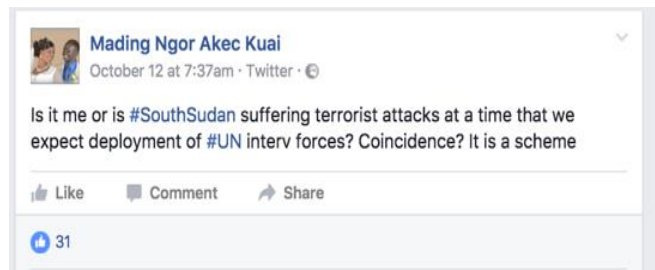 Mading Ngor Akec Kuai
October 12 at 7:37am · Twitter ·
Is it me or is #SouthSudan suffering terrorist attacks at a time that we
expect deployment of #UN interv forces? Coincidence? It is a scheme
Like Comment Share
31